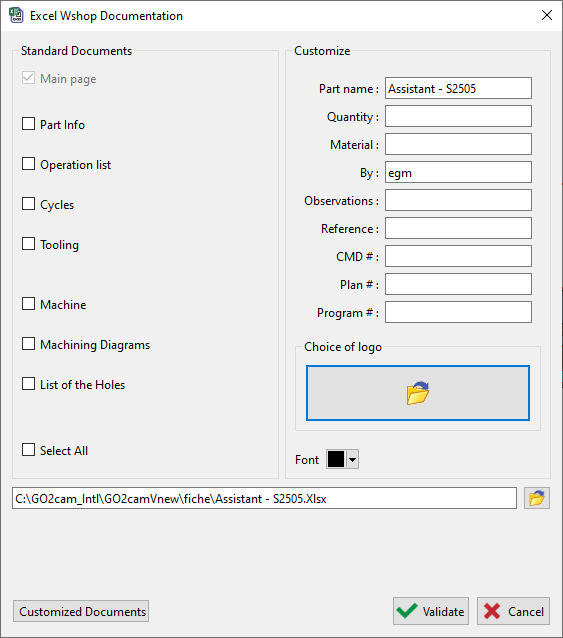 Excel Wshop Documentation
Standard Documents
Main page
Part Info
Operation list
Cycles
Tooling
Machine
Machining Diagrams
List of the Holes
Select All
Customize
Part name : Assistant - S2505
Quantity :
Material :
By : egm
Observations :
Reference :
CMD # :
Plan # :
Program # :
Choice of logo
Font
C:\GO2cam_Intl\GO2camVnew\fiche\Assistant - S2505.Xlsx
Customized Documents
Validate
Cancel